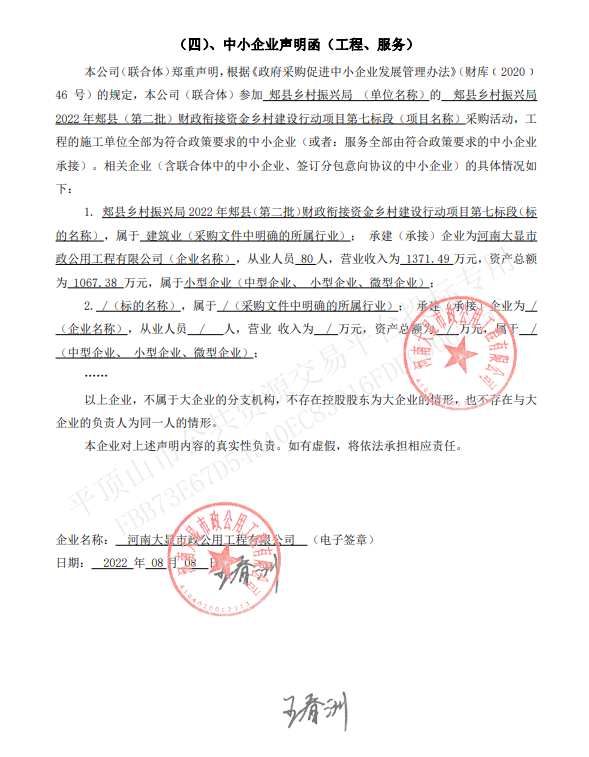 （四）、中小企业声明函（工程、服务）
本公司（联合体）郑重声明，根据《政府采购促进中小企业发展管理办法》（财库﹝2020﹞
46 号）的规定，本公司（联合体）参加 郏县乡村振兴局 （单位名称）的 郏县乡村振兴局
2022年郏县（第二批）财政衔接资金乡村建设行动项目第七标段（项目名称）采购活动，工
程的施工单位全部为符合政策要求的中小企业（或者：服务全部由符合政策要求的中小企业
承接）。相关企业（含联合体中的中小企业、签订分包意向协议的中小企业）的具体情况如
下：
1. 郏县乡村振兴局2022年郏县（第二批）财政衔接资金乡村建设行动项目第七标段（标
的名称），属于 建筑业（采购文件中明确的所属行业）； 承建（承接）企业为河南大显市
政公用工程有限公司（企业名称），从业人员 80人，营业收入为 1371.49 万元，资产总额
为 1067.38 万元，属于小型企业（中型企业、 小型企业、微型企业）；
2. /（标的名称），属于 /（采购文件中明确的所属行业）； 承建（承接）企业为 /
（企业名称），从业人员 / 人，营业 收入为 / 万元，资产总额为 / 万元，属于 /
（中型企业、 小型企业、微型企业）；
……
以上企业，不属于大企业的分支机构，不存在控股股东为大企业的情形，也不存在与大
企业的负责人为同一人的情形。
本企业对上述声明内容的真实性负责。如有虚假，将依法承担相应责任。
企业名称： 河南大显市政公用工程有限公司 （电子签章）
日期： 2022 年 08 月 08 日
王春洲
王春洲